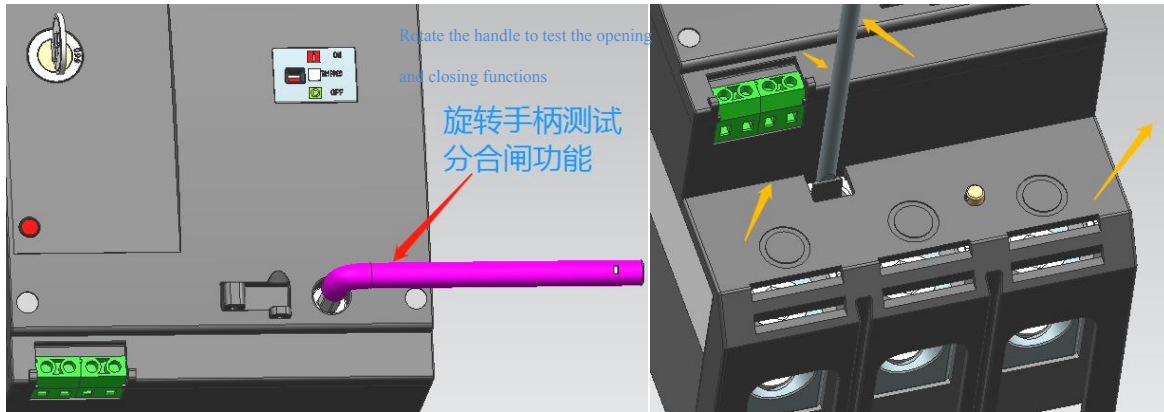 ON
TRIPPED
OFF
Rotate the handle to test the opening
and closing functions
旋转手柄测试
分合闸功能